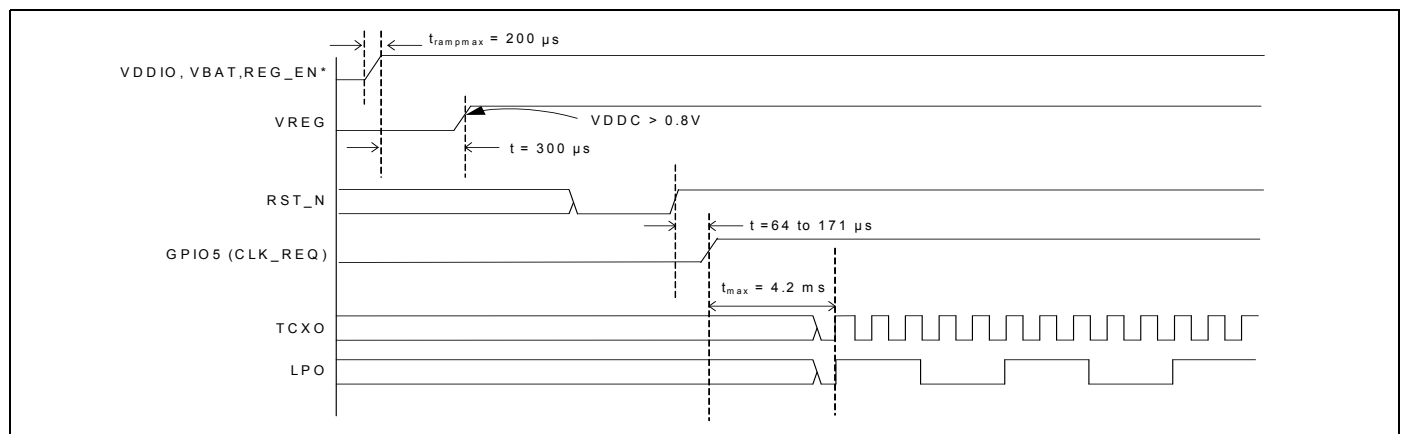 t_rampmax = 200 µs
VDDIO, VBAT,REG_EN*
VREG
VDDC > 0.8V
t = 300 µs
RST_N
t =64 to 171 µs
GPIO5 (CLK_REQ)
t_max = 4.2 ms
TCXO
LPO